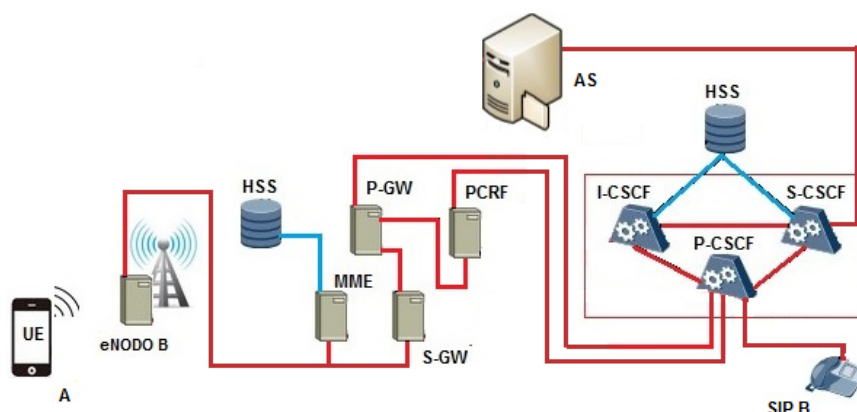 AS
HSS
I-CSCF
S-CSCF
P-CSCF
HSS
P-GW
PCRF
MME
S-GW
UE
eNODO B
A
SIP B